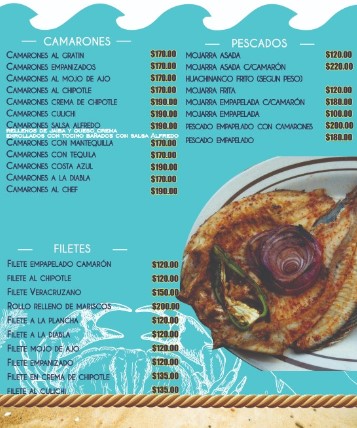 CAMARONES
CAMARONES AL GRATIN $170.00
CAMARONES EMPANIZADOS $170.00
CAMARONES AL MOJO DE AJO $170.00
CAMARONES AL CHIPOTLE $170.00
CAMARONES CREMA DE CHIPOTLE $190.00
CAMARONES CULICHI $190.00
CAMARONES SALSA ALFREDO $190.00
RELLENOS DE JAIBA Y QUESO CREMA
ENROLLADOS CON TOCINO BAÑADOS CON SALSA ALFREDO
CAMARONES CON MANTEQUILLA $170.00
CAMARONES CON TEQUILA $170.00
CAMARONES COSTA AZUL $190.00
CAMARONES A LA DIABLA $170.00
CAMARONES AL CHEF $190.00
FILETES
FILETE EMPAPELADO CAMARÓN $120.00
FILETE AL CHIPOTLE $120.00
FILETE VERACRUZANO $150.00
ROLLO RELLENO DE MARISCOS $200.00
FILETE A LA PLANCHA $120.00
FILETE A LA DIABLA $120.00
FILETE MOJO DE AJO $120.00
FILETE EMPANIZADO $120.00
FILETE EN CREMA DE CHIPOTLE $135.00
FILETE AL CULICHI $135.00
PESCADOS
MOJARRA ASADA $120.00
MOJARRA ASADA C/CAMARÓN $220.00
HUACHINANGO FRITO (SEGUN PESO)
MOJARRA FRITA $120.00
MOJARRA EMPAPELADA C/CAMARÓN $180.00
MOJARRA EMPAPELADA $100.00
PESCADO EMPAPELADO CON CAMARONES $200.00
PESCADO EMPAPELADO $180.00